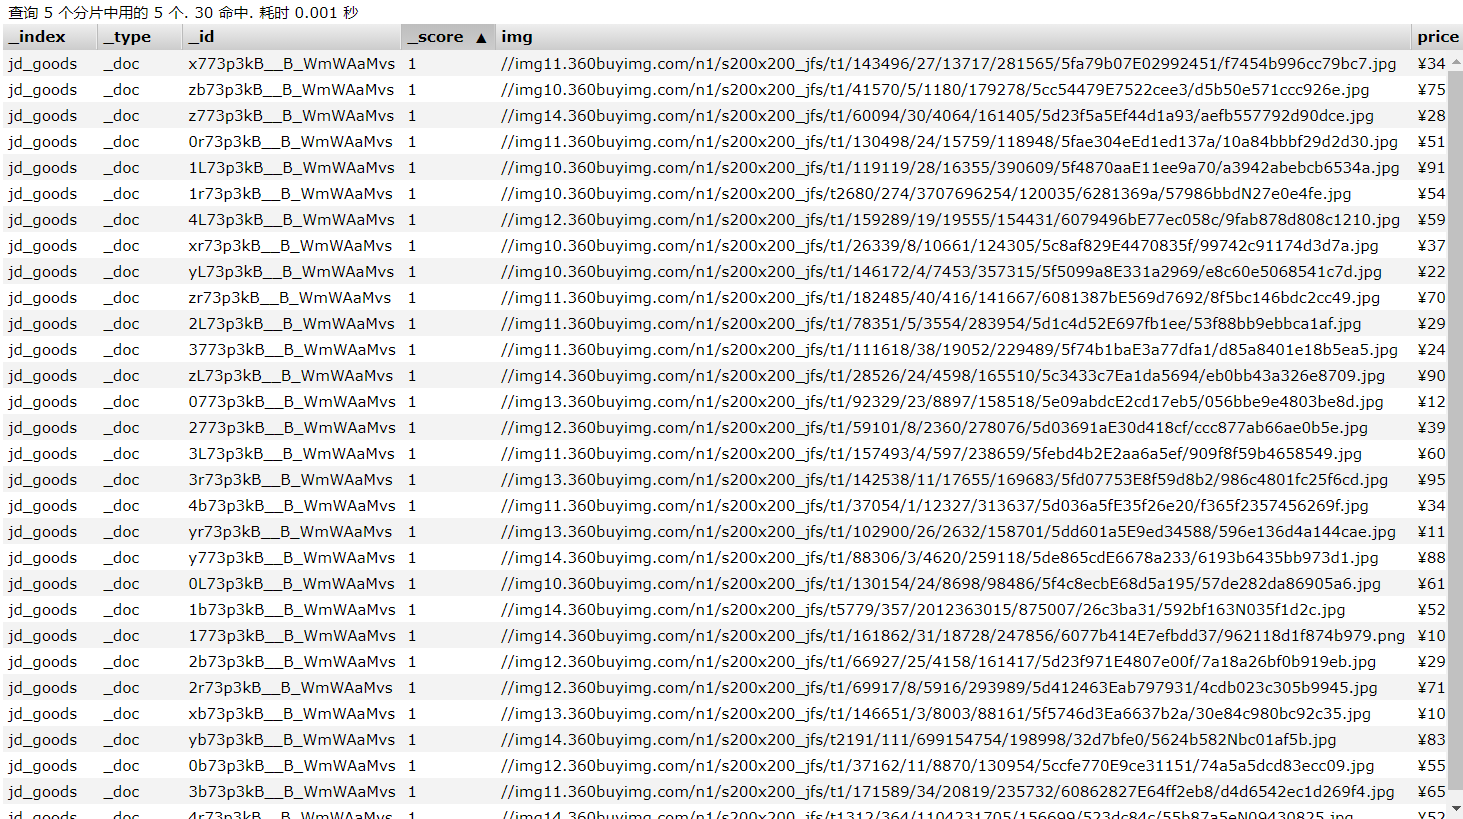 查询 5 个分片中用的 5 个. 30 命中. 耗时 0.001 秒
_index _type _id _score ▲ img price
jd_goods _doc x773p3kB__B_WmWAaMvs 1 //img11.360buyimg.com/n1/s200x200_jfs/t1/143496/27/13717/281565/5fa79b07E02992451/f7454b996cc79bc7.jpg ¥34
jd_goods _doc zb73p3kB__B_WmWAaMvs 1 //img10.360buyimg.com/n1/s200x200_jfs/t1/41570/5/1180/179278/5cc54479E7522cee3/d5b50e571ccc926e.jpg ¥75
jd_goods _doc z773p3kB__B_WmWAaMvs 1 //img14.360buyimg.com/n1/s200x200_jfs/t1/60094/30/4064/161405/5d23f5a5Ef44d1a93/aefb557792d90dce.jpg ¥28
jd_goods _doc 0r73p3kB__B_WmWAaMvs 1 //img11.360buyimg.com/n1/s200x200_jfs/t1/130498/24/15759/118948/5fae304eEd1ed137a/10a84bbbf29d2d30.jpg ¥51
jd_goods _doc 1L73p3kB__B_WmWAaMvs 1 //img10.360buyimg.com/n1/s200x200_jfs/t1/119119/28/16355/390609/5f4870aaE11ee9a70/a3942abebcb6534a.jpg ¥91
jd_goods _doc 1r73p3kB__B_WmWAaMvs 1 //img10.360buyimg.com/n1/s200x200_jfs/t2680/274/3707696254/120035/6281369a/57986bbdN27e0e4fe.jpg ¥54
jd_goods _doc 4L73p3kB__B_WmWAaMvs 1 //img12.360buyimg.com/n1/s200x200_jfs/t1/159289/19/19555/154431/6079496bE77ec058c/9fab878d808c1210.jpg ¥59
jd_goods _doc xr73p3kB__B_WmWAaMvs 1 //img10.360buyimg.com/n1/s200x200_jfs/t1/26339/8/10661/124305/5c8af829E4470835f/99742c91174d3d7a.jpg ¥37
jd_goods _doc yL73p3kB__B_WmWAaMvs 1 //img10.360buyimg.com/n1/s200x200_jfs/t1/146172/4/7453/357315/5f5099a8E331a2969/e8c60e5068541c7d.jpg ¥22
jd_goods _doc zr73p3kB__B_WmWAaMvs 1 //img11.360buyimg.com/n1/s200x200_jfs/t1/182485/40/416/141667/6081387bE569d7692/8f5bc146bdc2cc49.jpg ¥70
jd_goods _doc 2L73p3kB__B_WmWAaMvs 1 //img11.360buyimg.com/n1/s200x200_jfs/t1/78351/5/3554/283954/5d1c4d52E697fb1ee/53f88bb9ebbca1af.jpg ¥29
jd_goods _doc 3773p3kB__B_WmWAaMvs 1 //img11.360buyimg.com/n1/s200x200_jfs/t1/111618/38/19052/229489/5f74b1baE3a77dfa1/d85a8401e18b5ea5.jpg ¥24
jd_goods _doc zL73p3kB__B_WmWAaMvs 1 //img14.360buyimg.com/n1/s200x200_jfs/t1/28526/24/4598/165510/5c3433c7Ea1da5694/eb0bb43a326e8709.jpg ¥90
jd_goods _doc 0773p3kB__B_WmWAaMvs 1 //img13.360buyimg.com/n1/s200x200_jfs/t1/92329/23/8897/158518/5e09abdcE2cd17eb5/056bbe9e4803be8d.jpg ¥12
jd_goods _doc 2773p3kB__B_WmWAaMvs 1 //img12.360buyimg.com/n1/s200x200_jfs/t1/59101/8/2360/278076/5d03691aE30d418cf/ccc877ab66ae0b5e.jpg ¥39
jd_goods _doc 3L73p3kB__B_WmWAaMvs 1 //img11.360buyimg.com/n1/s200x200_jfs/t1/157493/4/597/238659/5febd4b2E2aa6a5ef/909f8f59b4658549.jpg ¥60
jd_goods _doc 3r73p3kB__B_WmWAaMvs 1 //img13.360buyimg.com/n1/s200x200_jfs/t1/142538/11/17655/169683/5fd07753E8f59d8b2/986c4801fc25f6cd.jpg ¥95
jd_goods _doc 4b73p3kB__B_WmWAaMvs 1 //img11.360buyimg.com/n1/s200x200_jfs/t1/37054/1/12327/313637/5d036a5fE35f26e20/f365f2357456269f.jpg ¥34
jd_goods _doc yr73p3kB__B_WmWAaMvs 1 //img13.360buyimg.com/n1/s200x200_jfs/t1/102900/26/2632/158701/5dd601a5E9ed34588/596e136d4a144cae.jpg ¥11
jd_goods _doc y773p3kB__B_WmWAaMvs 1 //img14.360buyimg.com/n1/s200x200_jfs/t1/88306/3/4620/259118/5de865cdE6678a233/6193b6435bb973d1.jpg ¥88
jd_goods _doc 0L73p3kB__B_WmWAaMvs 1 //img10.360buyimg.com/n1/s200x200_jfs/t1/130154/24/8698/98486/5f4c8ecbE68d5a195/57de282da86905a6.jpg ¥61
jd_goods _doc 1b73p3kB__B_WmWAaMvs 1 //img14.360buyimg.com/n1/s200x200_jfs/t5779/357/2012363015/875007/26c3ba31/592bf163N035f1d2c.jpg ¥52
jd_goods _doc 1773p3kB__B_WmWAaMvs 1 //img14.360buyimg.com/n1/s200x200_jfs/t1/161862/31/18728/247856/6077b414E7efbdd37/962118d1f874b979.png ¥10
jd_goods _doc 2b73p3kB__B_WmWAaMvs 1 //img12.360buyimg.com/n1/s200x200_jfs/t1/66927/25/4158/161417/5d23f971E4807e00f/7a18a26bf0b919eb.jpg ¥29
jd_goods _doc 2r73p3kB__B_WmWAaMvs 1 //img12.360buyimg.com/n1/s200x200_jfs/t1/69917/8/5916/293989/5d412463Eab797931/4cdb023c305b9945.jpg ¥71
jd_goods _doc xb73p3kB__B_WmWAaMvs 1 //img13.360buyimg.com/n1/s200x200_jfs/t1/146651/3/8003/88161/5f5746d3Ea6637b2a/30e84c980bc92c35.jpg ¥10
jd_goods _doc yb73p3kB__B_WmWAaMvs 1 //img14.360buyimg.com/n1/s200x200_jfs/t2191/111/699154754/198998/32d7bfe0/5624b582Nbc01af5b.jpg ¥83
jd_goods _doc 0b73p3kB__B_WmWAaMvs 1 //img12.360buyimg.com/n1/s200x200_jfs/t1/37162/11/8870/130954/5ccfe770E9ce31151/74a5a5dcd83ecc09.jpg ¥55
jd_goods _doc 3b73p3kB__B_WmWAaMvs 1 //img11.360buyimg.com/n1/s200x200_jfs/t1/171589/34/20819/235732/60862827E64ff2eb8/d4d6542ec1d269f4.jpg ¥65
jd_goods _doc 4r73p3kB__B_WmWAaMvs 1 //img14.360buyimg.com/n1/s200x200_jfs/t1312/364/1104231705/156699/523dc84c/55b87a5eN09430825.jpg ¥52